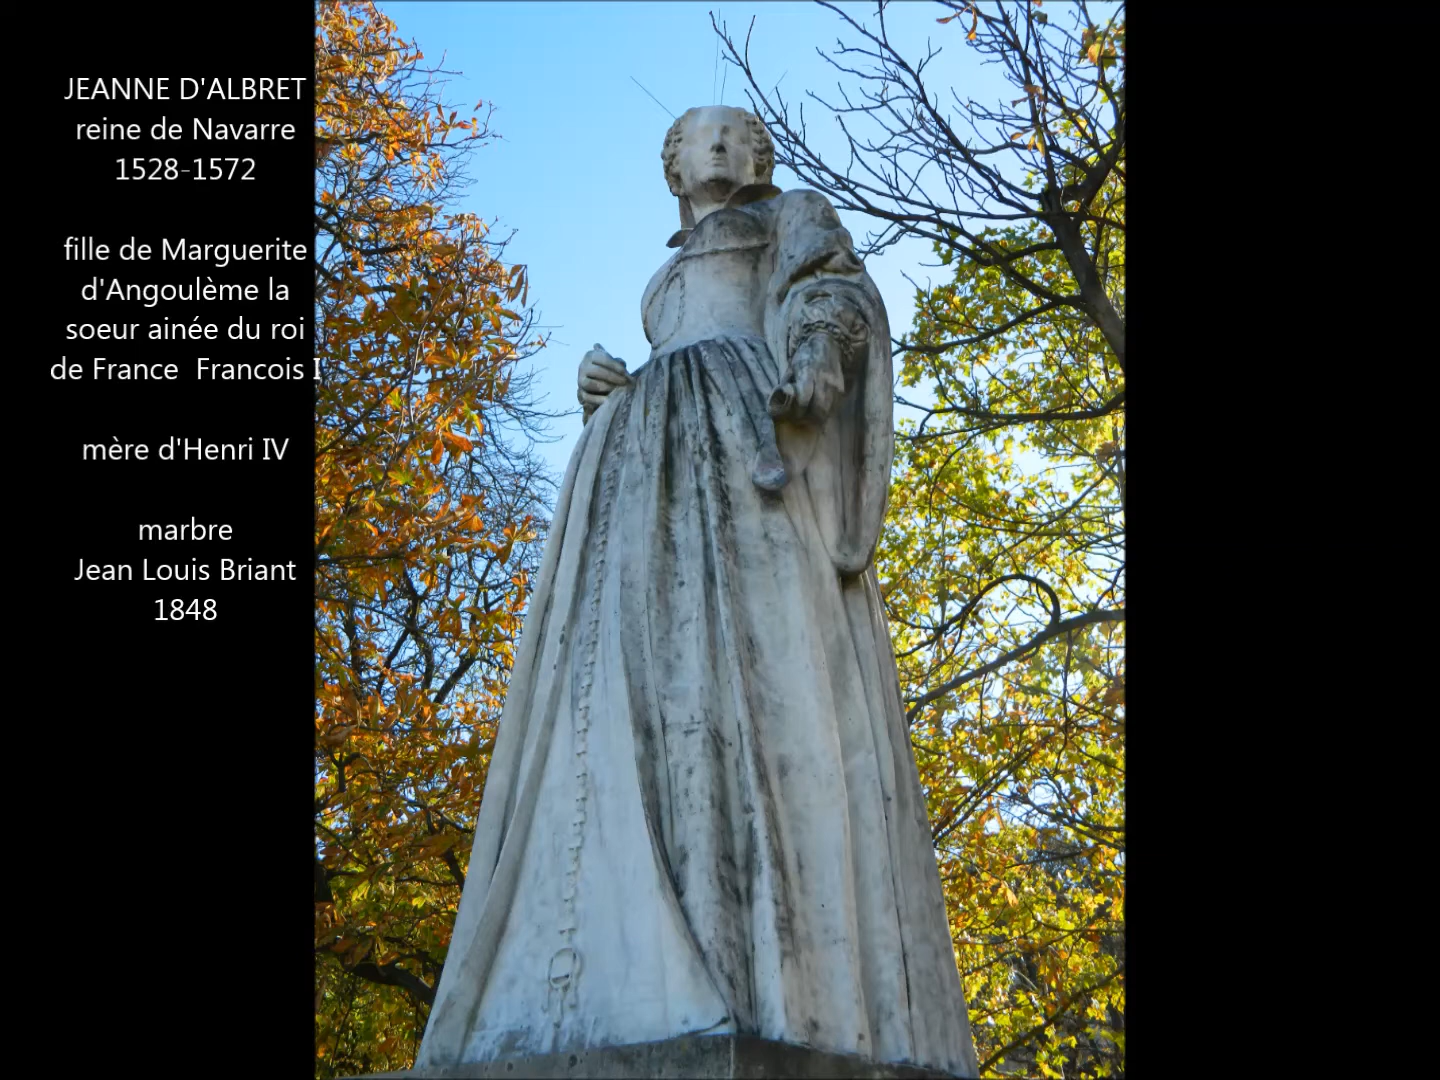 JEANNE D'ALBRET
reine de Navarre
1528-1572
fille de Marguerite
d'Angoulème la
soeur ainée du roi
de France  Francois I
mère d'Henri IV
marbre
Jean Louis Briant
1848